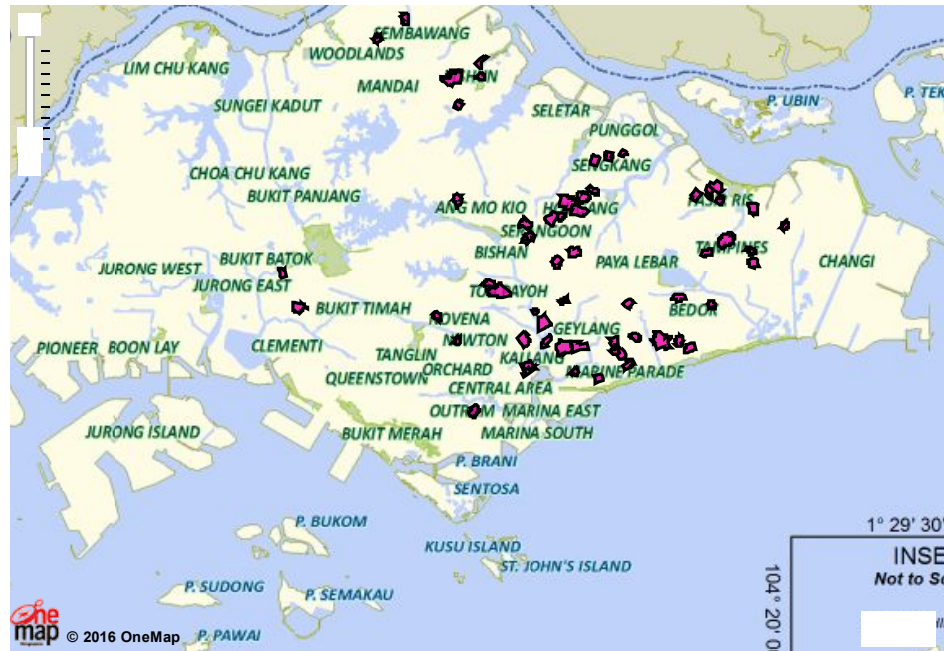 SEMBAWANG
WOODLANDS
LIM CHU KANG
MANDAI
P. UBIN
P. TEK
SUNGEI KADUT
SELETAR
PUNGGOL
SENGKANG
CHOA CHU KANG
BUKIT PANJANG
ANG MO KIO
PASIR RIS
SERANGOON
BISHAN
TAMPINES
JURONG WEST
BUKIT BATOK
PAYA LEBAR
CHANGI
JURONG EAST
BUKIT TIMAH
BEDOK
NOVENA
GEYLANG
PIONEER
BOON LAY
CLEMENTI
NEWTON
TANGLIN
KALLANG
ORCHARD
MARINE PARADE
QUEENSTOWN
CENTRAL AREA
OUTRAM
MARINA EAST
JURONG ISLAND
BUKIT MERAH
MARINA SOUTH
P. BRANI
SENTOSA
P. BUKOM
1° 29' 30
KUSU ISLAND
INSE
ST. JOHN'S ISLAND
Not to Sc
104° 20' 0
P. SUDONG
P. SEMAKAU
One
map © 2016 OneMap
P. PAWAI